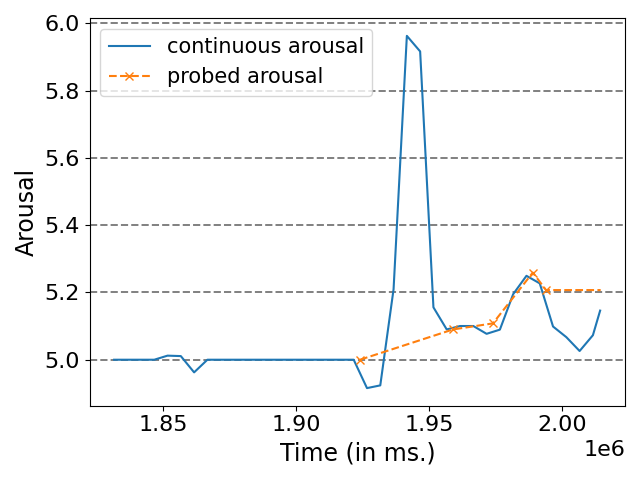 6.0
continuous arousal
probed arousal
5.8
5.6
5.4
5.2
5.0
Arousal
1.85 1.90 1.95 2.00
1e6
Time (in ms.)